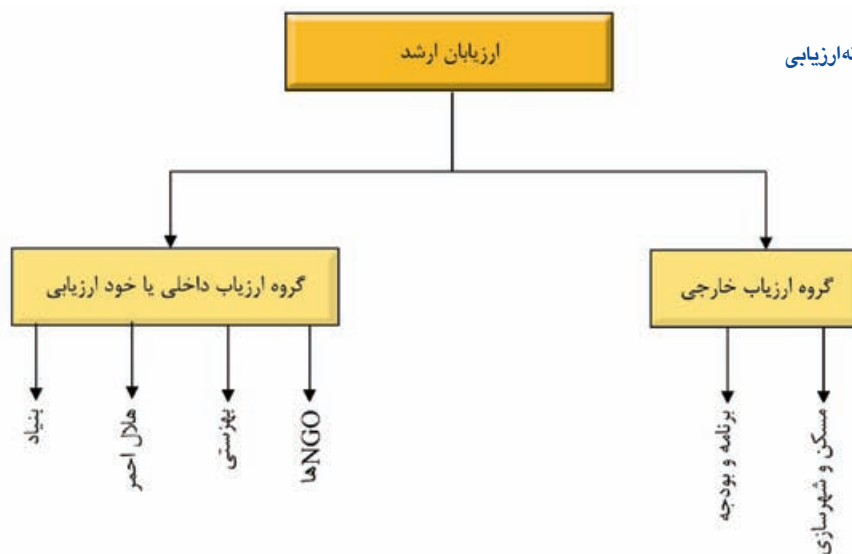 ارزیابی
ارزیابان ارشد
گروه ارزیاب خارجی
گروه ارزیاب داخلی یا خود ارزیابی
مسکن و شهرسازی
برنامه و بودجه
NGOها
بهزستی
هلال احمر
بنیاد